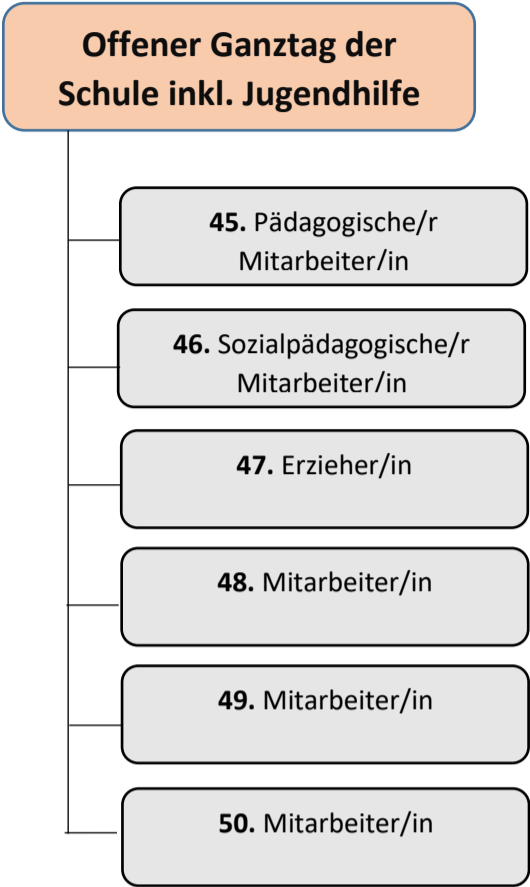 Offener Ganztag der
Schule inkl. Jugendhilfe
45. Pädagogische/r
Mitarbeiter/in
46. Sozialpädagogische/r
Mitarbeiter/in
47. Erzieher/in
48. Mitarbeiter/in
49. Mitarbeiter/in
50. Mitarbeiter/in